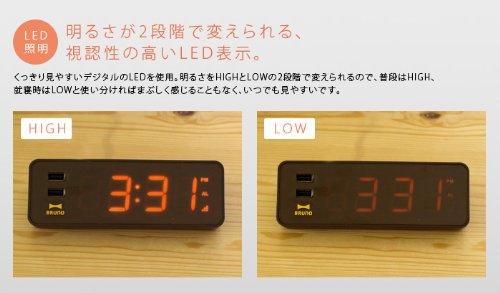 LED
照明
明るさが2段階で変えられる、
視認性の高いLED表示。
くっきり見やすいデジタルのLEDを使用。明るさをHIGHとLOWの2段階で変えられるので、普段はHIGH、
就寝時はLOWと使い分ければまぶしく感じることもなく、いつでも見やすいです。
HIGH
3:31
PM
AL
BRUNO
LOW
3:31
PM
AL
BRUNO